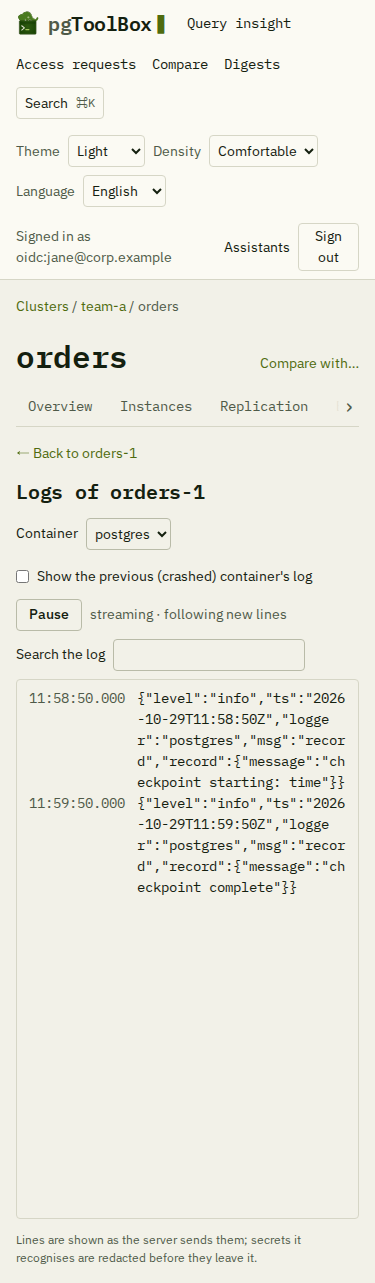 pgToolBox Query insight
Access requests Compare Digests
Search ⌘K
Theme Light Density Comfortable
Language English
Signed in as
oidc:jane@corp.example
Assistants
Sign
out
Clusters / team-a / orders
orders
Compare with…
Overview Instances Replication
← Back to orders-1
Logs of orders-1
Container postgres
Show the previous (crashed) container's log
Pause streaming · following new lines
Search the log
11:58:50.000 {"level":"info","ts":"2026
-10-29T11:58:50Z","logge
r":"postgres","msg":"recor
d","record":{"message":"ch
eckpoint starting: time"}}
11:59:50.000 {"level":"info","ts":"2026
-10-29T11:59:50Z","logge
r":"postgres","msg":"recor
d","record":{"message":"ch
eckpoint complete"}}
Lines are shown as the server sends them; secrets it
recognises are redacted before they leave it.